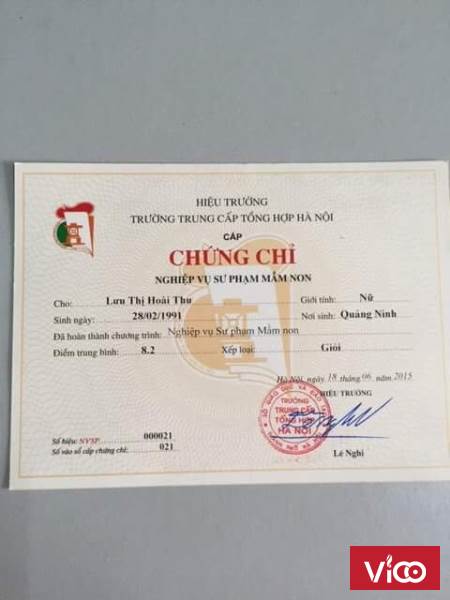 HIỆU TRƯỞNG
TRƯỜNG TRUNG CẤP TỔNG HỢP HÀ NỘI
CẤP
CHỨNG CHỈ
NGHIỆP VỤ SƯ PHẠM MẦM NON
Cho: Lưu Thị Hoài Thu Giới tính: Nữ
Sinh ngày: 28/02/1991 Nơi sinh: Quảng Ninh
Đã hoàn thành chương trình: Nghiệp vụ Sư phạm Mầm non
Điểm trung bình: 8.2 Xếp loại: Giỏi
Hà Nội, ngày 18 tháng 06 năm 2015
HIỆU TRƯỞNG
TRƯỜNG
TRUNG CẤP
TỔNG HỢP
HÀ NỘI
Số hiệu: NVSP 000021
Số vào sổ cấp chứng chỉ: 021
Lê Nghị
VICO